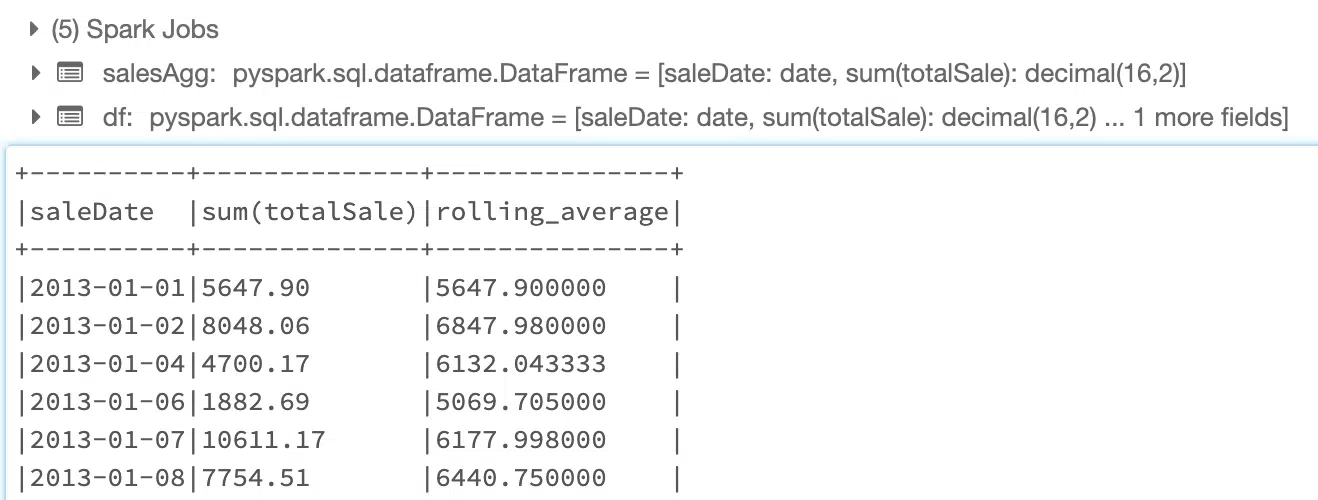 (5) Spark Jobs
salesAgg: pyspark.sql.dataframe.DataFrame = [saleDate: date, sum(totalSale): decimal(16,2)]
df: pyspark.sql.dataframe.DataFrame = [saleDate: date, sum(totalSale): decimal(16,2) ... 1 more fields]
+----------+--------------+---------------+
|saleDate  |sum(totalSale)|rolling_average|
+----------+--------------+---------------+
|2013-01-01|5647.90       |5647.900000    |
|2013-01-02|8048.06       |6847.980000    |
|2013-01-04|4700.17       |6132.043333    |
|2013-01-06|1882.69       |5069.705000    |
|2013-01-07|10611.17      |6177.998000    |
|2013-01-08|7754.51       |6440.750000    |